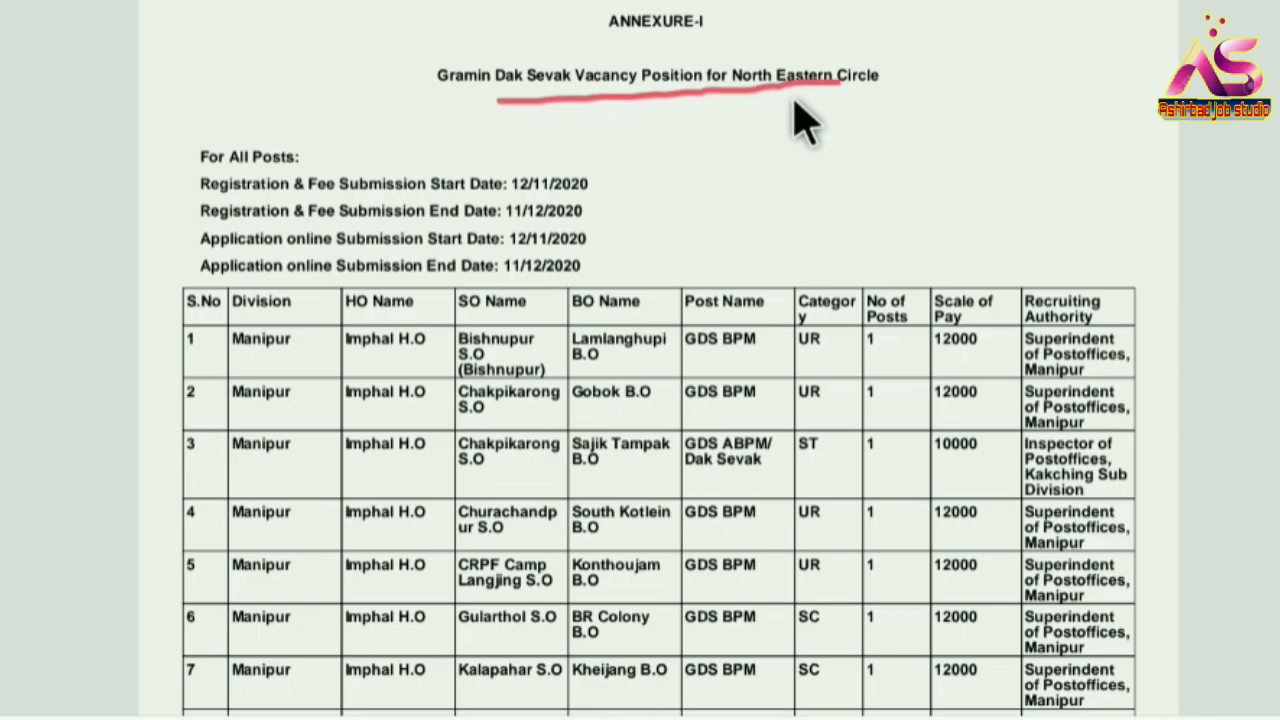 ANNEXURE-I
Gramin Dak Sevak Vacancy Position for North Eastern Circle
AS
Ashirbad job studio
For All Posts:
Registration & Fee Submission Start Date: 12/11/2020
Registration & Fee Submission End Date: 11/12/2020
Application online Submission Start Date: 12/11/2020
Application online Submission End Date: 11/12/2020
S.No Division HO Name SO Name BO Name Post Name Categor No of Scale of Recruiting
y Posts Pay Authority
1 Manipur Imphal H.O Bishnupur Lamlanghupi GDS BPM UR 1 12000 Superindent
S.O B.O of Postoffices,
(Bishnupur) Manipur
2 Manipur Imphal H.O Chakpikarong Gobok B.O GDS BPM UR 1 12000 Superindent
S.O of Postoffices,
Manipur
3 Manipur Imphal H.O Chakpikarong Sajik Tampak GDS ABPM/ ST 1 10000 Inspector of
S.O B.O Dak Sevak Postoffices,
Kakching Sub
Division
4 Manipur Imphal H.O Churachandp South Kotlein GDS BPM UR 1 12000 Superindent
ur S.O B.O of Postoffices,
Manipur
5 Manipur Imphal H.O CRPF Camp Konthoujam GDS BPM UR 1 12000 Superindent
Langjing S.O B.O of Postoffices,
Manipur
6 Manipur Imphal H.O Gularthol S.O BR Colony GDS BPM SC 1 12000 Superindent
B.O of Postoffices,
Manipur
7 Manipur Imphal H.O Kalapahar S.O Kheijang B.O GDS BPM SC 1 12000 Superindent
of Postoffices,
Manipur